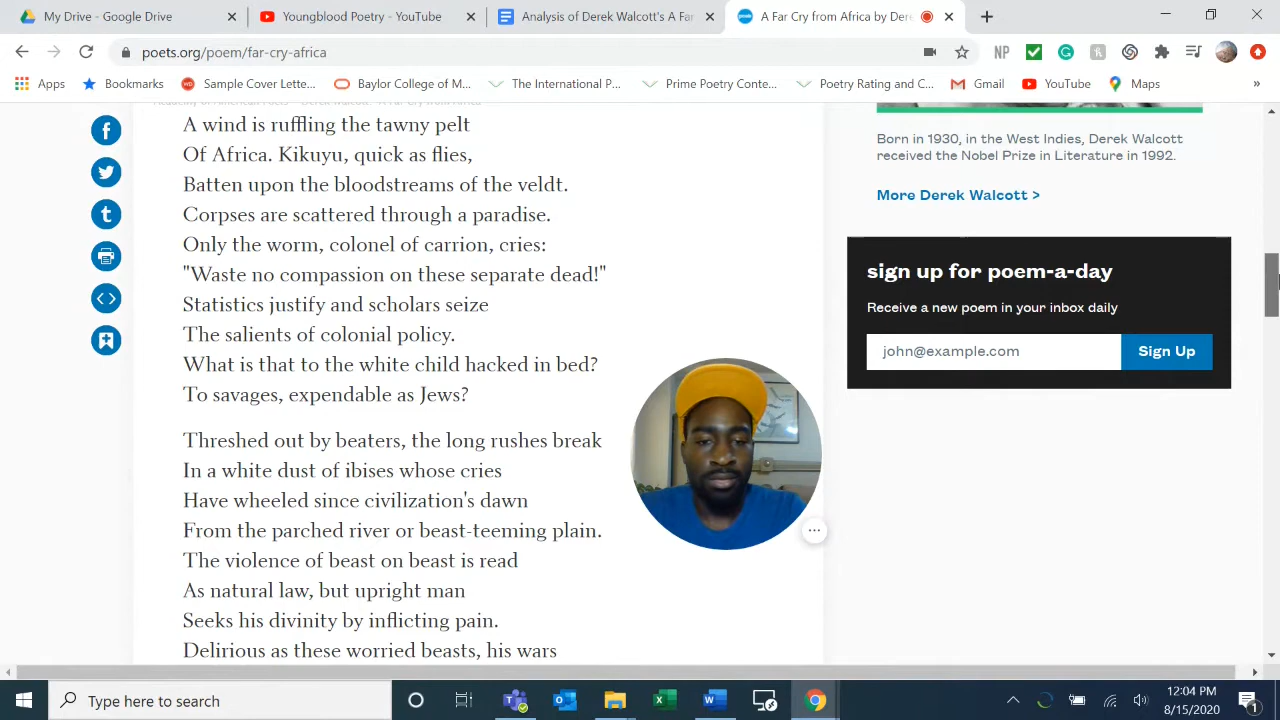 My Drive - Google Drive
Youngblood Poetry - YouTube
Analysis of Derek Walcott's A Far
A Far Cry from Africa by Dere
poets.org/poem/far-cry-africa
NP
Apps
Bookmarks
Sample Cover Lette...
Baylor College of M...
The International P...
Prime Poetry Conte...
Poetry Rating and C...
Gmail
YouTube
Maps
»
A wind is ruffling the tawny pelt
Of Africa. Kikuyu, quick as flies,
Batten upon the bloodstreams of the veldt.
Corpses are scattered through a paradise.
Only the worm, colonel of carrion, cries:
"Waste no compassion on these separate dead!"
Statistics justify and scholars seize
The salients of colonial policy.
What is that to the white child hacked in bed?
To savages, expendable as Jews?
Threshed out by beaters, the long rushes break
In a white dust of ibises whose cries
Have wheeled since civilization's dawn
From the parched river or beast-teeming plain.
The violence of beast on beast is read
As natural law, but upright man
Seeks his divinity by inflicting pain.
Delirious as these worried beasts, his wars
Born in 1930, in the West Indies, Derek Walcott
received the Nobel Prize in Literature in 1992.
More Derek Walcott >
sign up for poem-a-day
Receive a new poem in your inbox daily
john@example.com
Sign Up
Type here to search
12:04 PM
8/15/2020
1